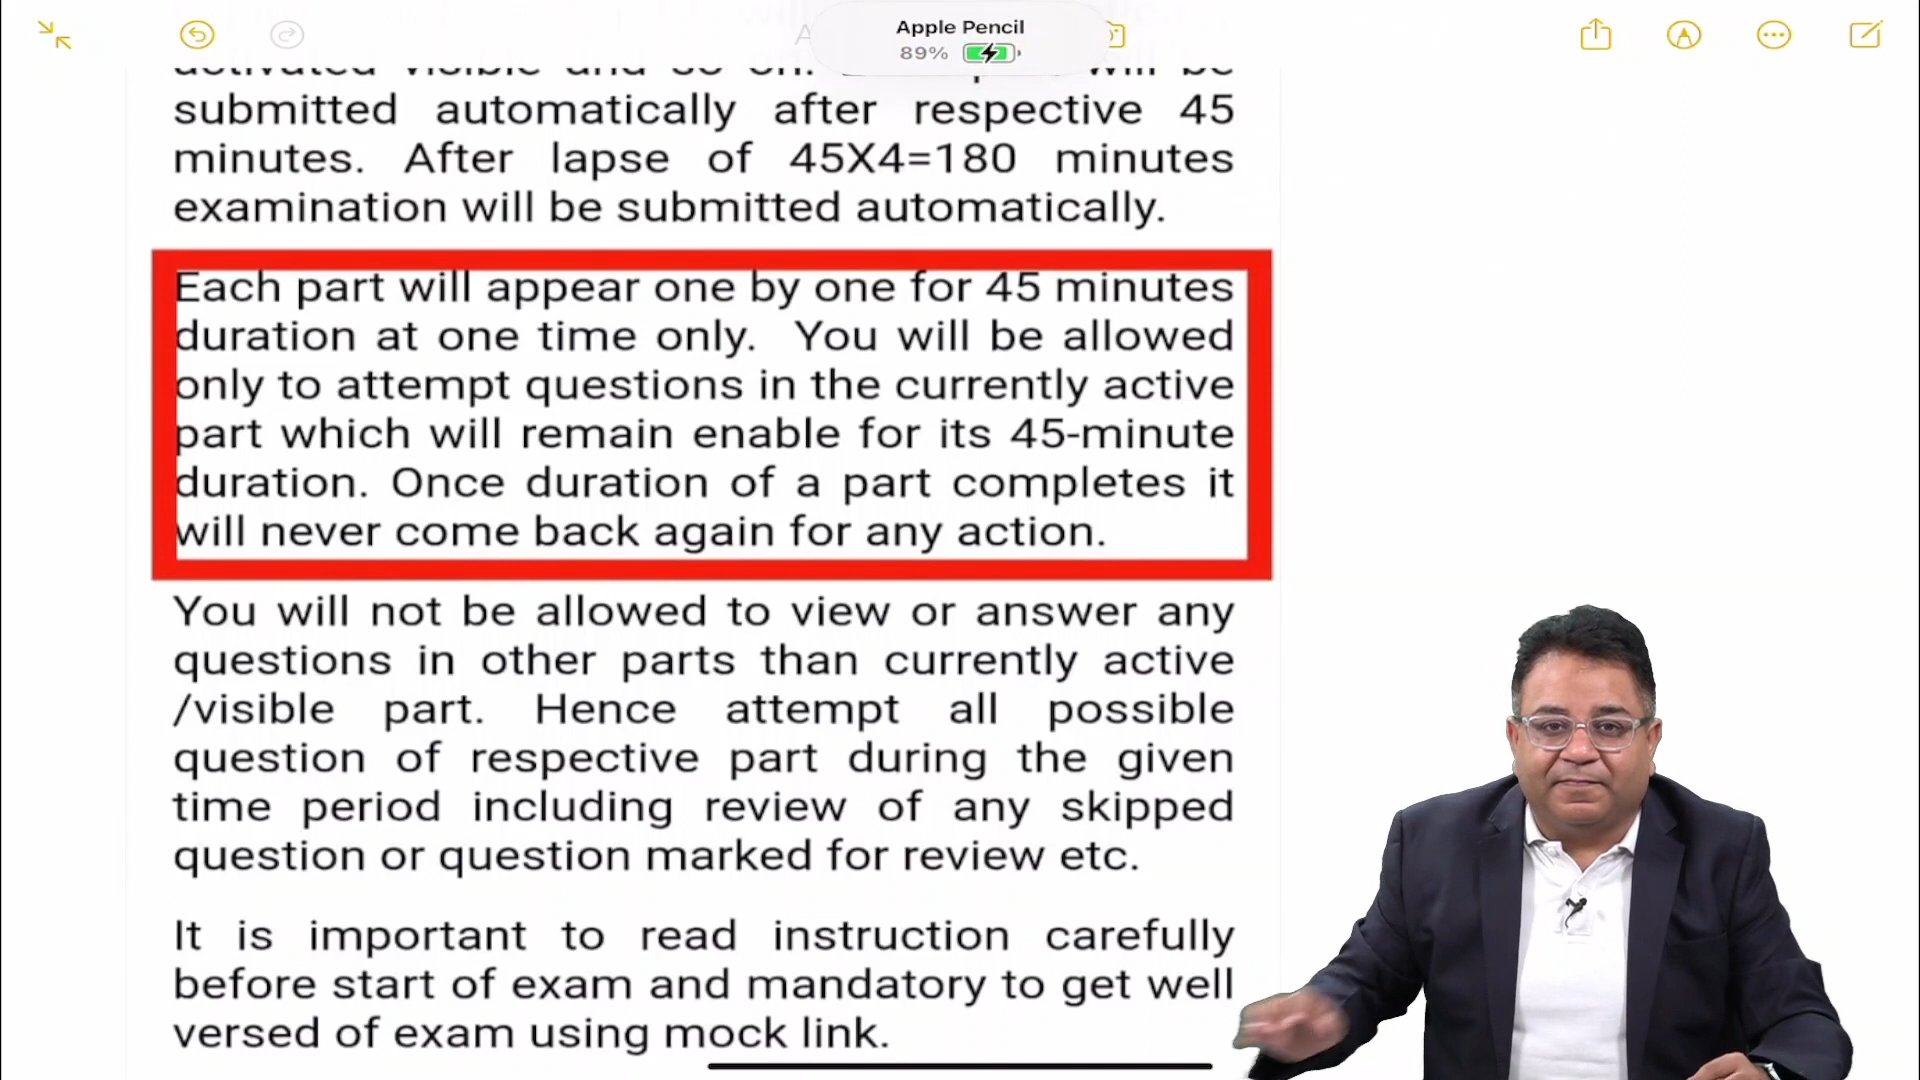 Apple Pencil
89%
activated visible and so on. will be
submitted automatically after respective 45
minutes. After lapse of 45X4=180 minutes
examination will be submitted automatically.
Each part will appear one by one for 45 minutes
duration at one time only. You will be allowed
only to attempt questions in the currently active
part which will remain enable for its 45-minute
duration. Once duration of a part completes it
will never come back again for any action.
You will not be allowed to view or answer any
questions in other parts than currently active
/visible part. Hence attempt all possible
question of respective part during the given
time period including review of any skipped
question or question marked for review etc.
It is important to read instruction carefully
before start of exam and mandatory to get well
versed of exam using mock link.